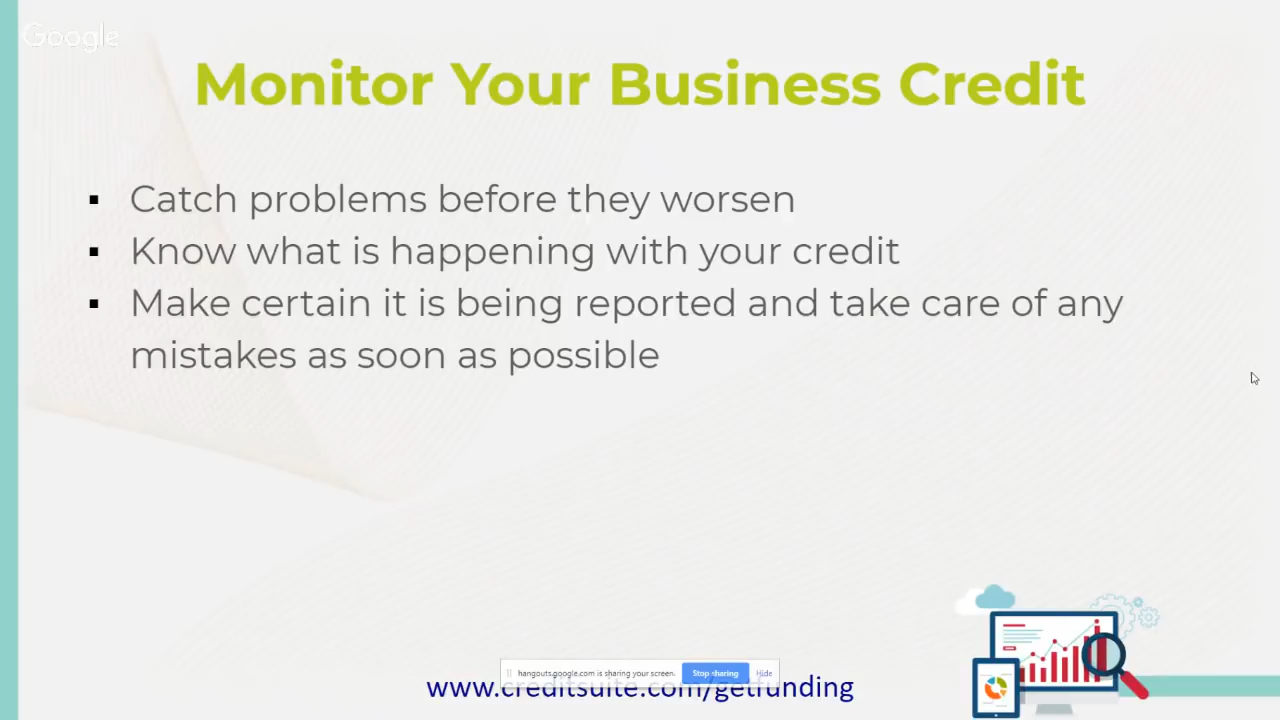 Google
Monitor Your Business Credit
▪ Catch problems before they worsen
▪ Know what is happening with your credit
▪ Make certain it is being reported and take care of any
mistakes as soon as possible
hangouts.google.com is sharing your screen. Stop sharing Hide
www.creditsuite.com/getfunding